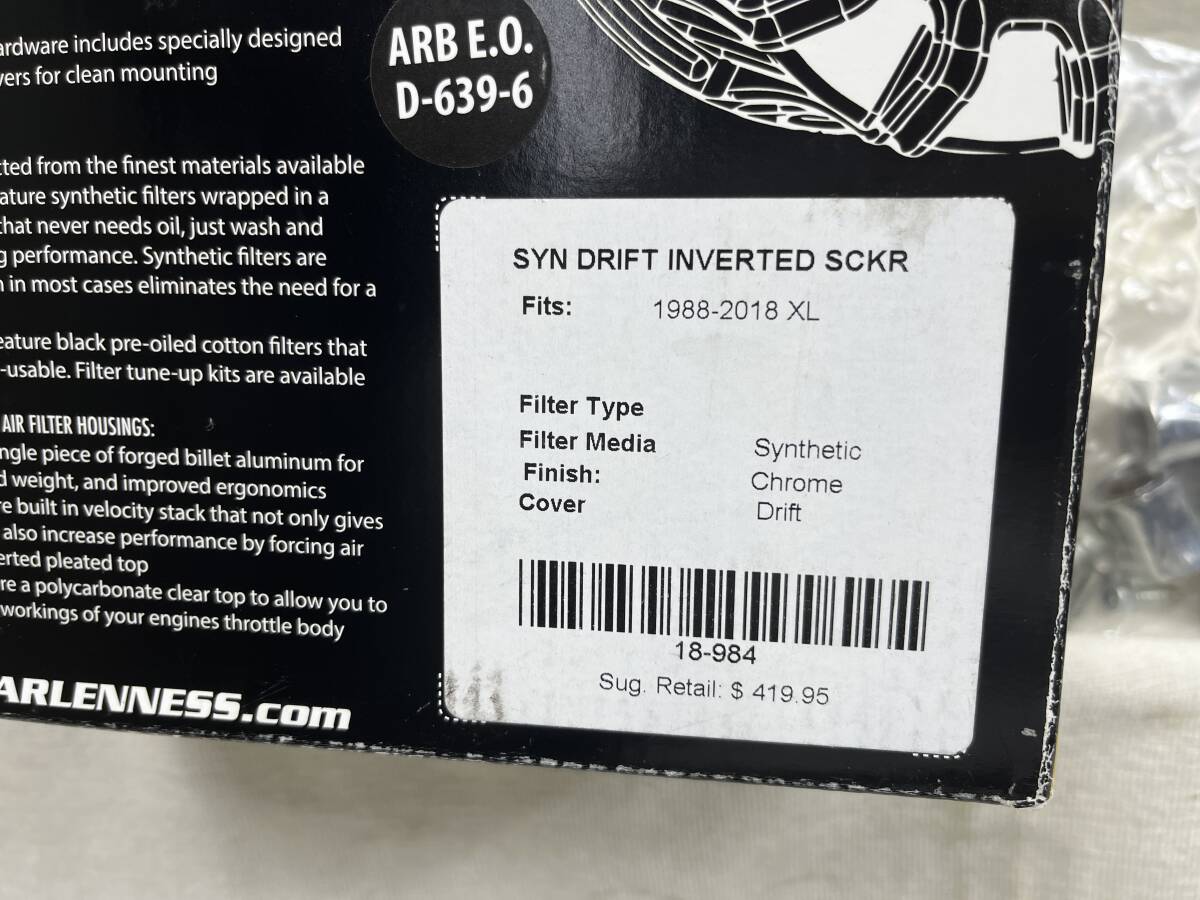 ardware includes specially designed
vers for clean mounting
ARB E.O.
D-639-6
cted from the finest materials available
ature synthetic filters wrapped in a
that never needs oil, just wash and
g performance. Synthetic filters are
in most cases eliminates the need for a
eature black pre-oiled cotton filters that
-usable. Filter tune-up kits are available
AIR FILTER HOUSINGS:
ngle piece of forged billet aluminum for
d weight, and improved ergonomics
re built in velocity stack that not only gives
also increase performance by forcing air
erted pleated top
re a polycarbonate clear top to allow you to
workings of your engines throttle body
ARLENNESS.com
SYN DRIFT INVERTED SCKR
Fits: 1988-2018 XL
Filter Type
Filter Media Synthetic
Finish: Chrome
Cover Drift
18-984
Sug. Retail: $ 419.95